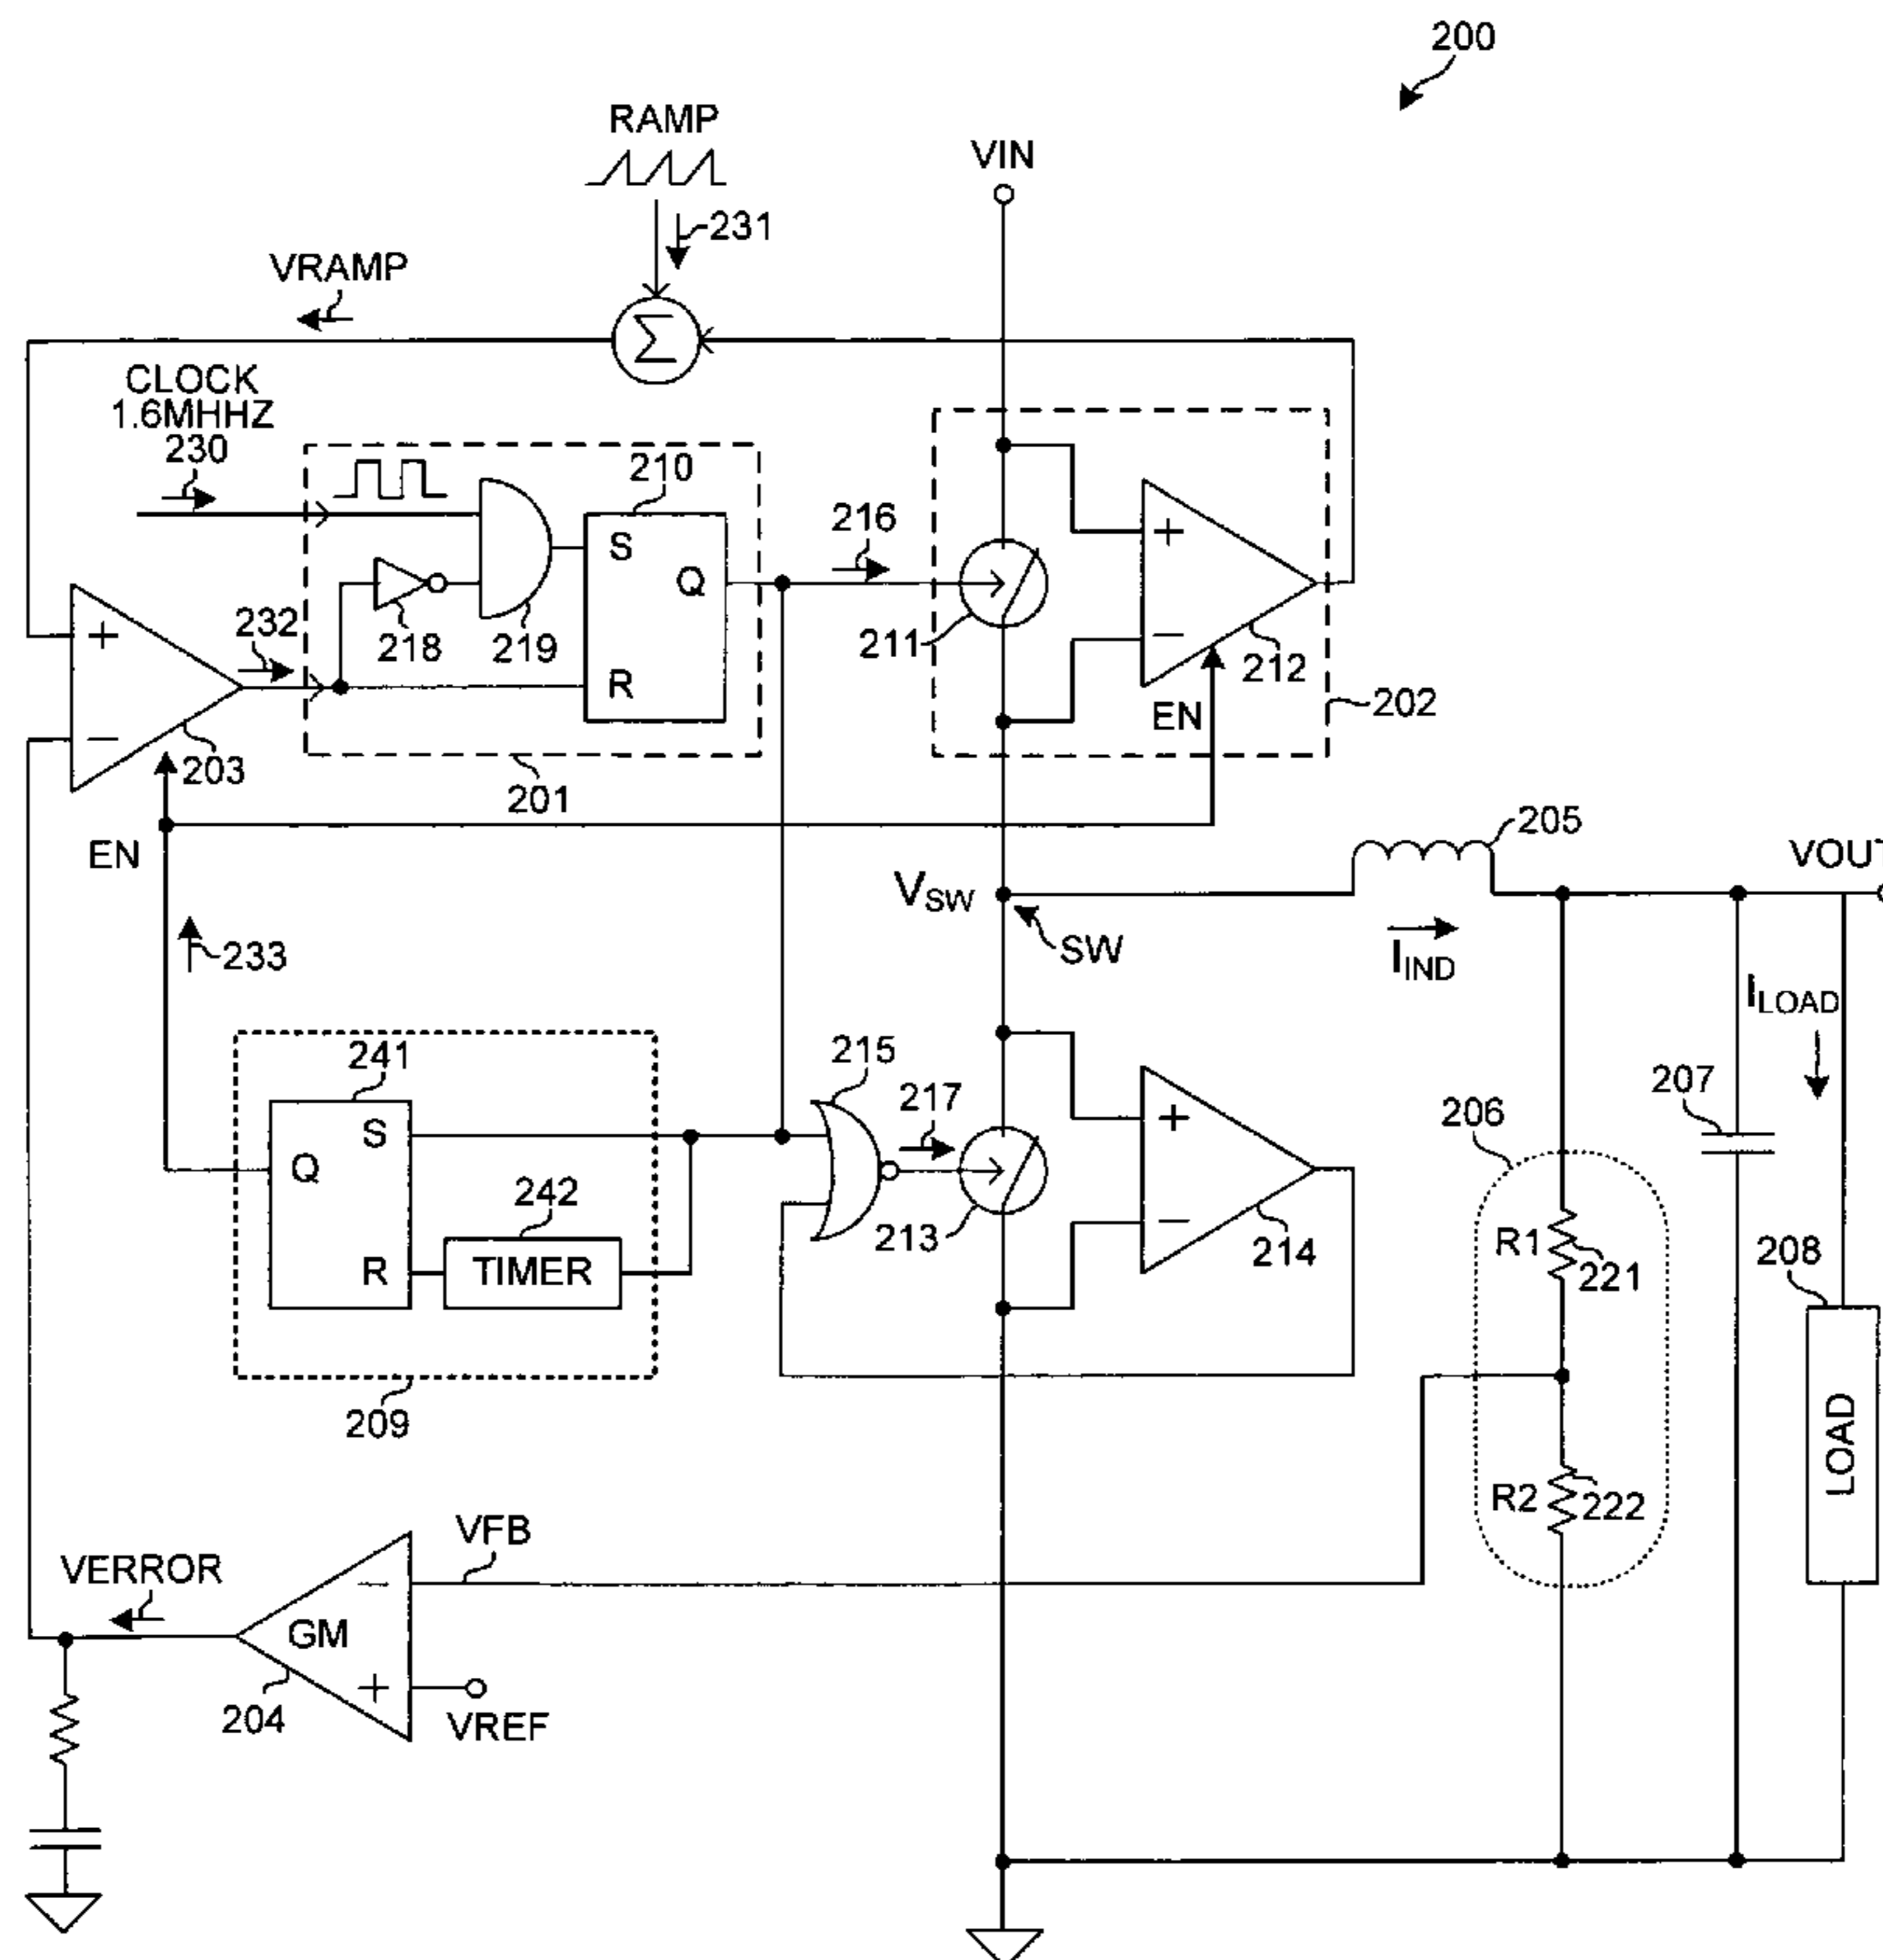 200
RAMP
VIN
231
VRAMP
Σ
CLOCK
1.6MHHZ
230
210
216
S
Q
+
+
232
218
219
211
−
212
R
EN
202
−
203
201
EN
205
VOUT
VSW
SW
233
IIND
ILOAD
241
215
217
207
S
+
206
Q
242
213
−
214
R1
221
208
R
TIMER
209
LOAD
R2
222
VFB
VERROR
−
GM
+
204
VREF